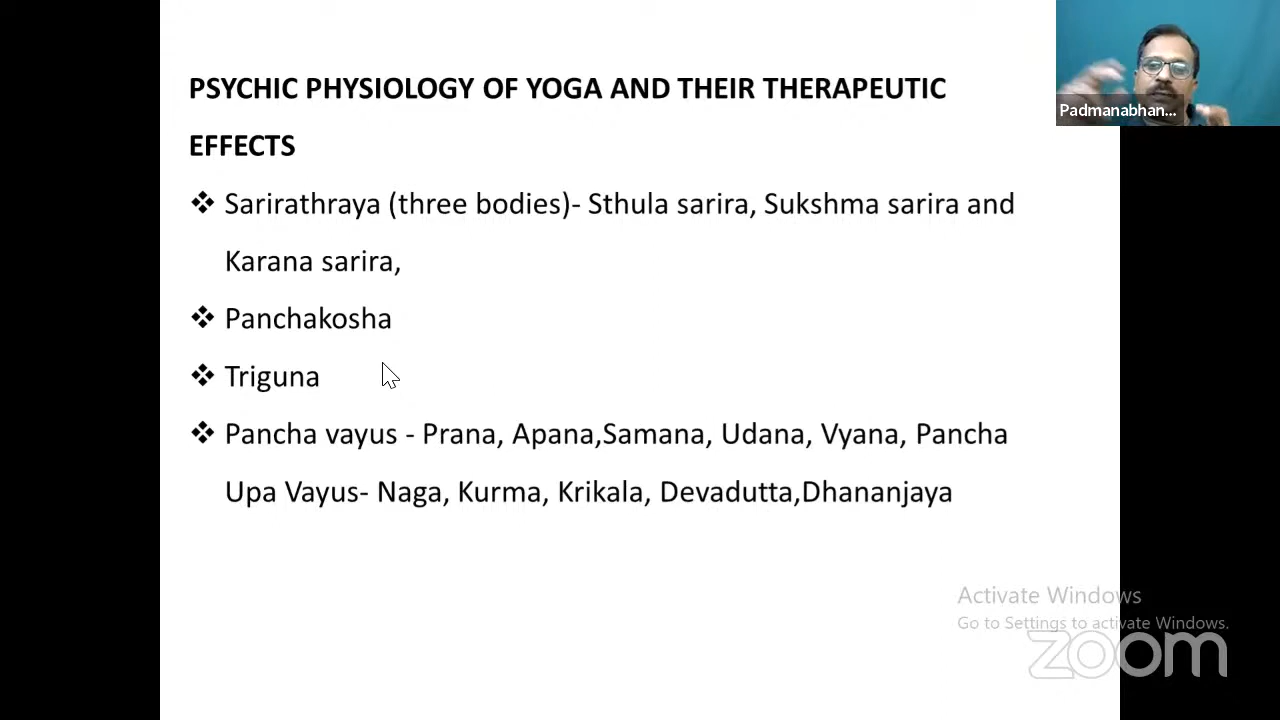 PSYCHIC PHYSIOLOGY OF YOGA AND THEIR THERAPEUTIC
EFFECTS
❖ Sarirathraya (three bodies)- Sthula sarira, Sukshma sarira and
Karana sarira,
❖ Panchakosha
❖ Triguna
❖ Pancha vayus - Prana, Apana,Samana, Udana, Vyana, Pancha
Upa Vayus- Naga, Kurma, Krikala, Devadutta,Dhananjaya
Padmanabhan...
Activate Windows
Go to Settings to activate Windows.
zoom